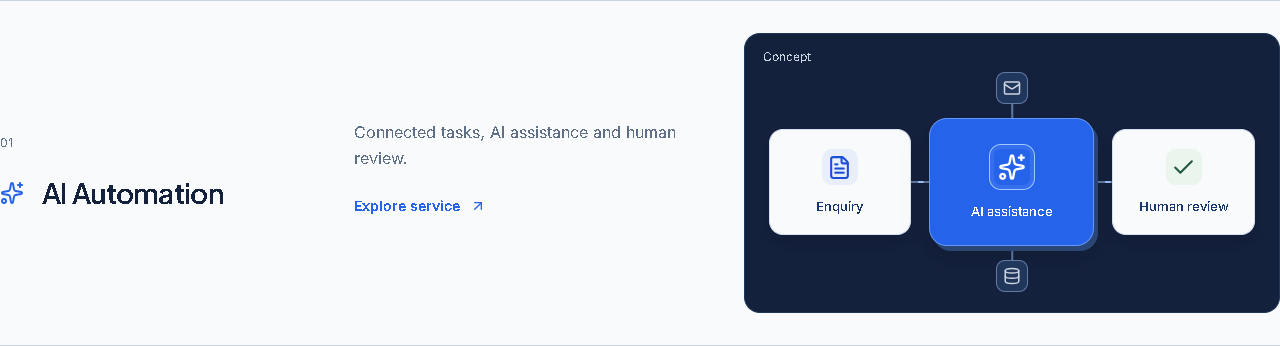 01
AI Automation
Connected tasks, AI assistance and human
review.
Explore service
Concept
Enquiry
AI assistance
Human review